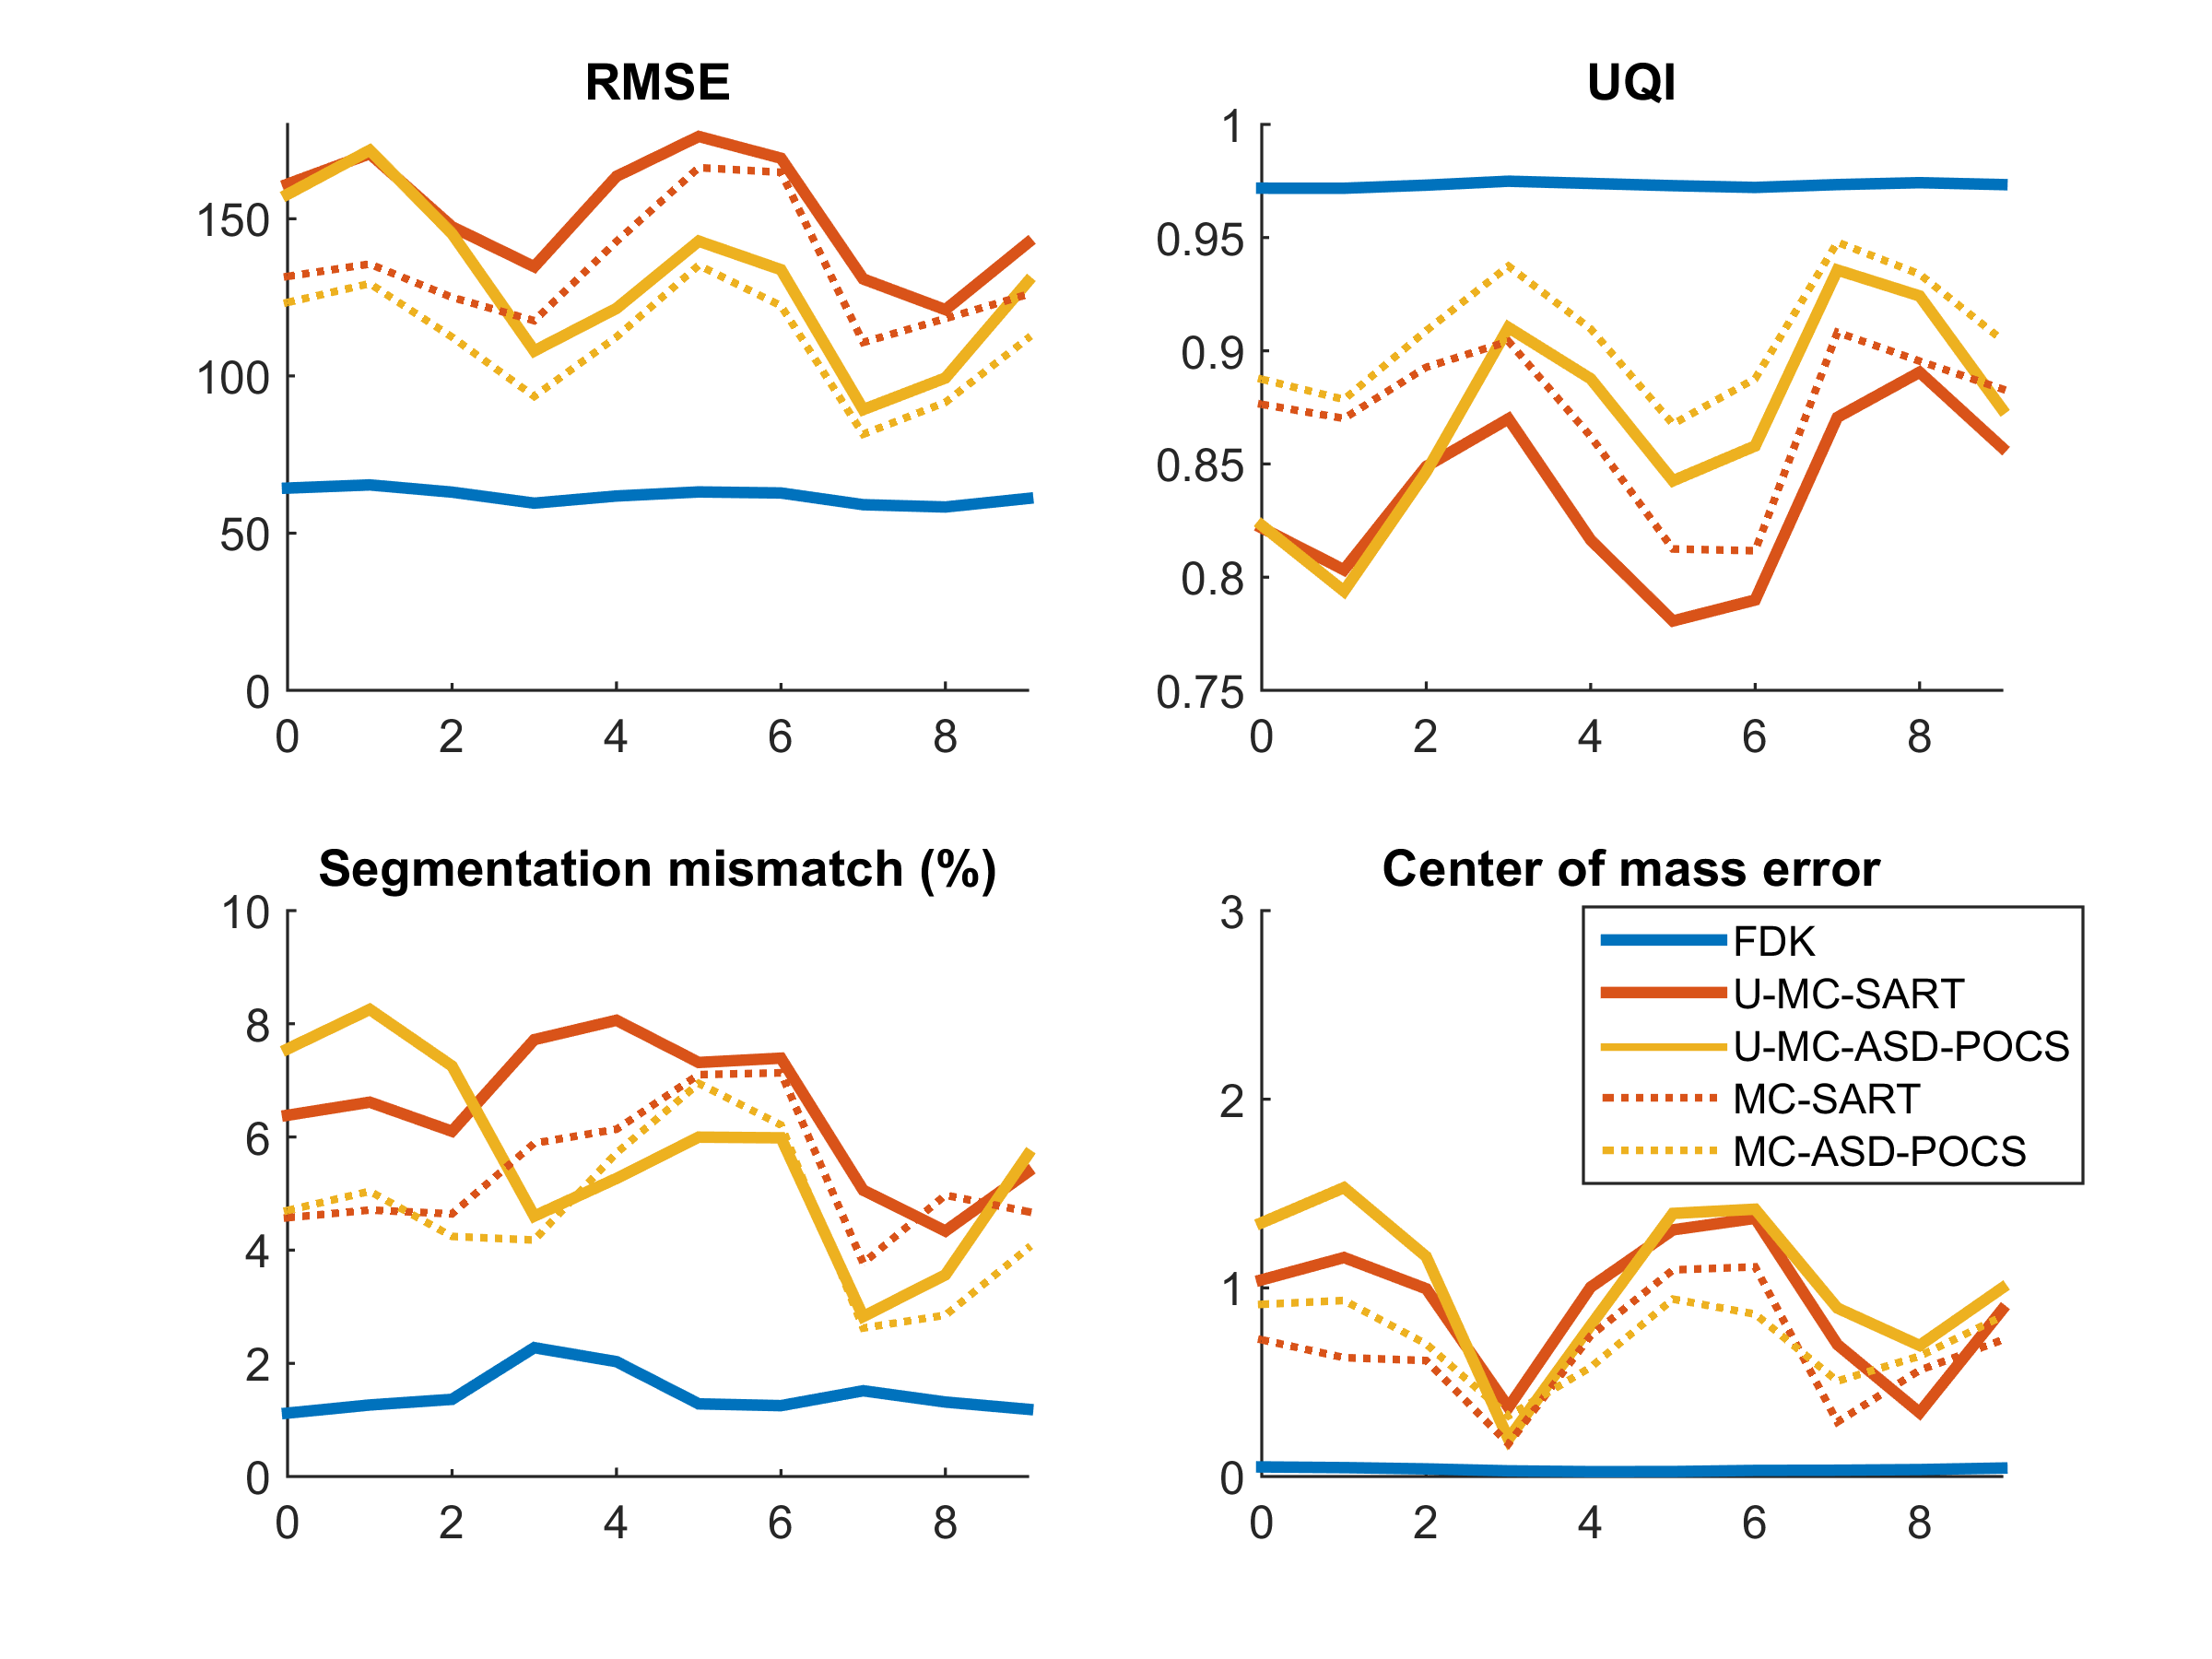 RMSE
150
100
50
0
0 2 4 6 8
UQI
1
0.95
0.9
0.85
0.8
0.75
0 2 4 6 8
Segmentation mismatch (%)
10
8
6
4
2
0
0 2 4 6 8
Center of mass error
3
2
1
0
0 2 4 6 8
FDK
U-MC-SART
U-MC-ASD-POCS
MC-SART
MC-ASD-POCS